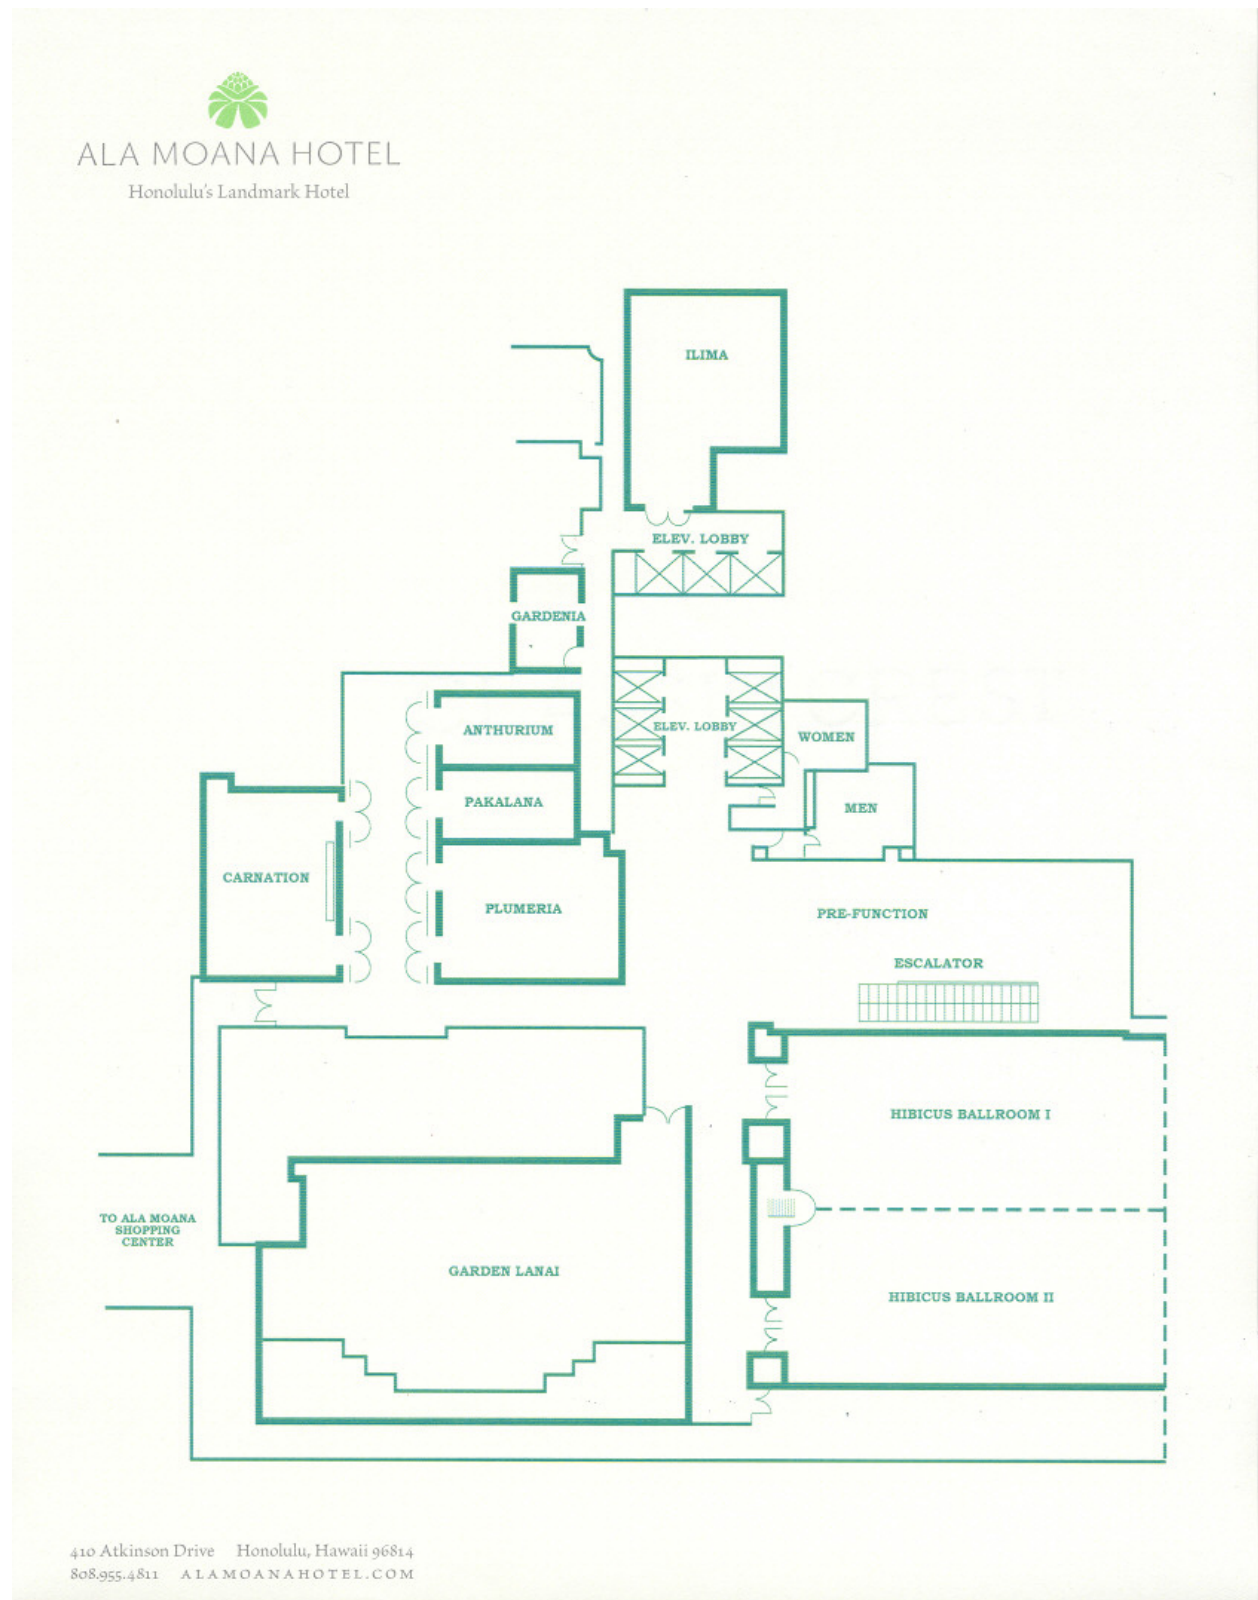 ALA MOANA HOTEL
Honolulu's Landmark Hotel
ILIMA
ELEV. LOBBY
GARDENIA
ANTHURIUM
ELEV. LOBBY
WOMEN
PAKALANA
MEN
CARNATION
PLUMERIA
PRE-FUNCTION
ESCALATOR
HIBICUS BALLROOM I
TO ALA MOANA
SHOPPING
CENTER
GARDEN LANAI
HIBICUS BALLROOM II
410 Atkinson Drive Honolulu, Hawaii 96814
808.955.4811 ALAMOANAHOTEL.COM